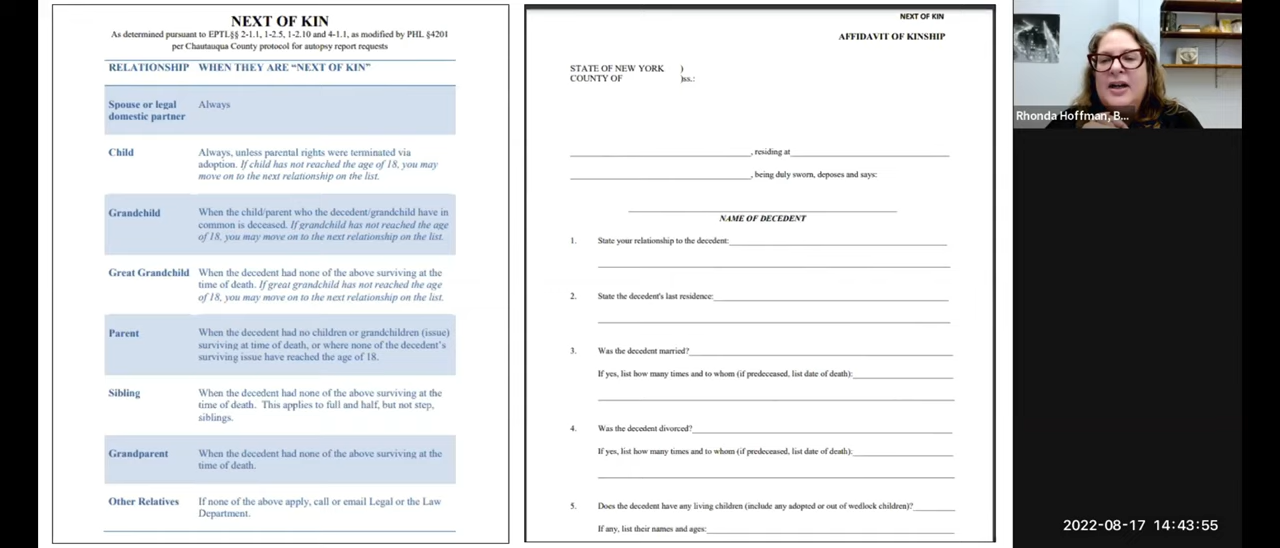 NEXT OF KIN
As determined pursuant to EPTL§§ 2-1.1, 1-2.5, 1-2.10 and 4-1.1, as modified by PHL §4201
per Chautauqua County protocol for autopsy report requests
RELATIONSHIP WHEN THEY ARE “NEXT OF KIN”
Spouse or legal Always
domestic partner
Child Always, unless parental rights were terminated via
adoption. If child has not reached the age of 18, you may
move on to the next relationship on the list.
Grandchild When the child/parent who the decedent/grandchild have in
common is deceased. If grandchild has not reached the age
of 18, you may move on to the next relationship on the list.
Great Grandchild When the decedent had none of the above surviving at the
time of death. If great grandchild has not reached the age
of 18, you may move on to the next relationship on the list.
Parent When the decedent had no children or grandchildren (issue)
surviving at time of death, or where none of the decedent’s
surviving issue have reached the age of 18.
Sibling When the decedent had none of the above surviving at the
time of death. This applies to full and half, but not step,
siblings.
Grandparent When the decedent had none of the above surviving at the
time of death.
Other Relatives If none of the above apply, call or email Legal or the Law
Department.
NEXT OF KIN
AFFIDAVIT OF KINSHIP
STATE OF NEW YORK )
COUNTY OF )ss.:
, residing at
, being duly sworn, deposes and says:
NAME OF DECEDENT
1. State your relationship to the decedent:
2. State the decedent's last residence:
3. Was the decedent married?
If yes, list how many times and to whom (if predeceased, list date of death):
4. Was the decedent divorced?
If yes, list how many times and to whom (if predeceased, list date of death):
5. Does the decedent have any living children (include any adopted or out of wedlock children)?
If any, list their names and ages:
Rhonda Hoffman, B...
2022-08-17 14:43:55